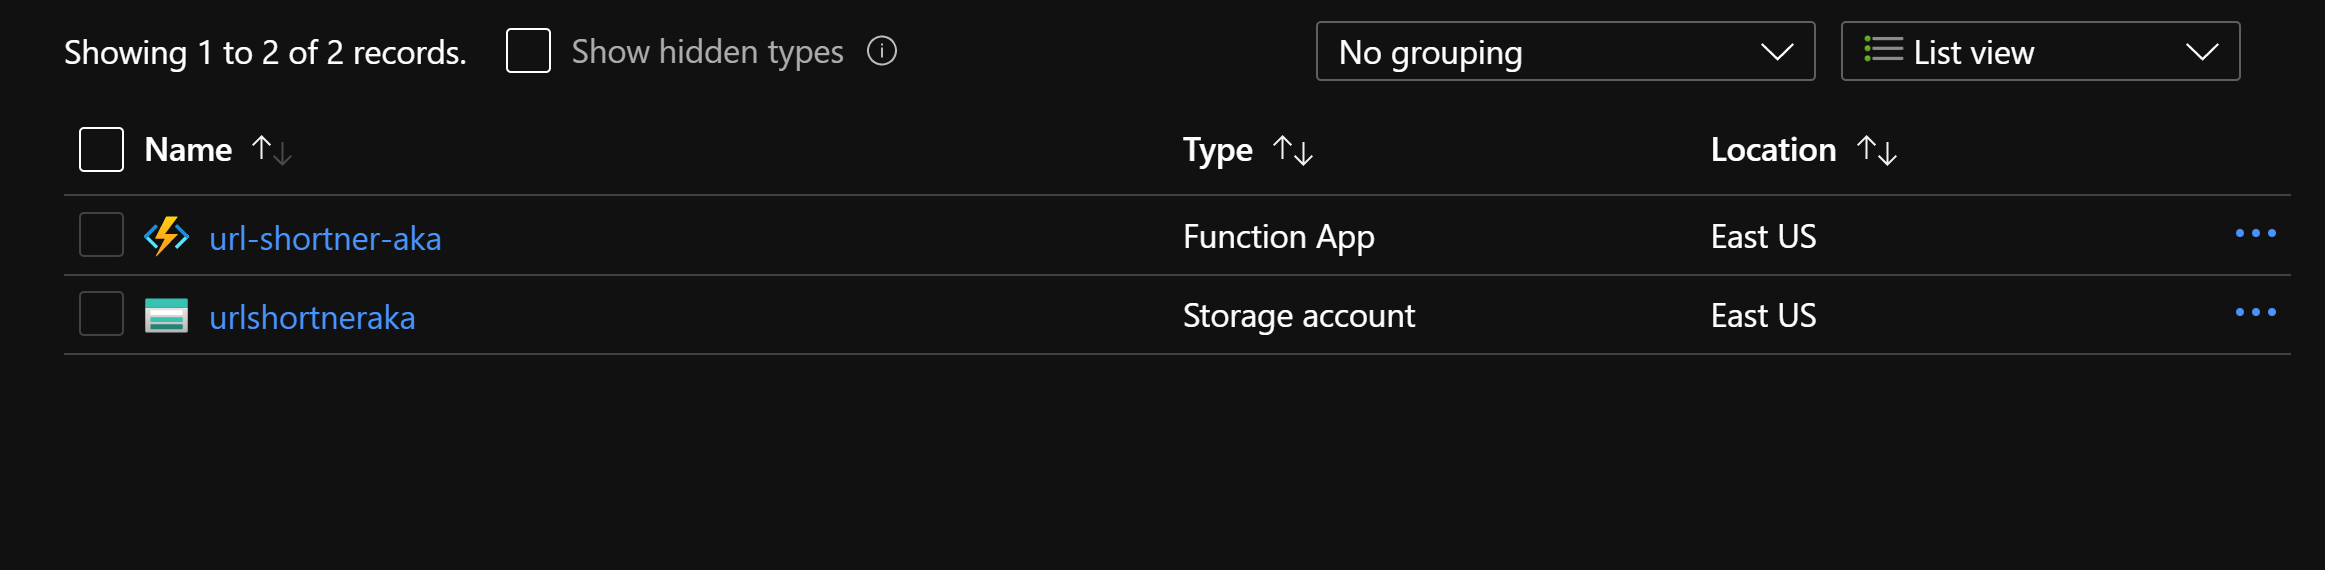 Showing 1 to 2 of 2 records. Show hidden types No grouping List view
Name Type Location
url-shortner-aka Function App East US
urlshortneraka Storage account East US